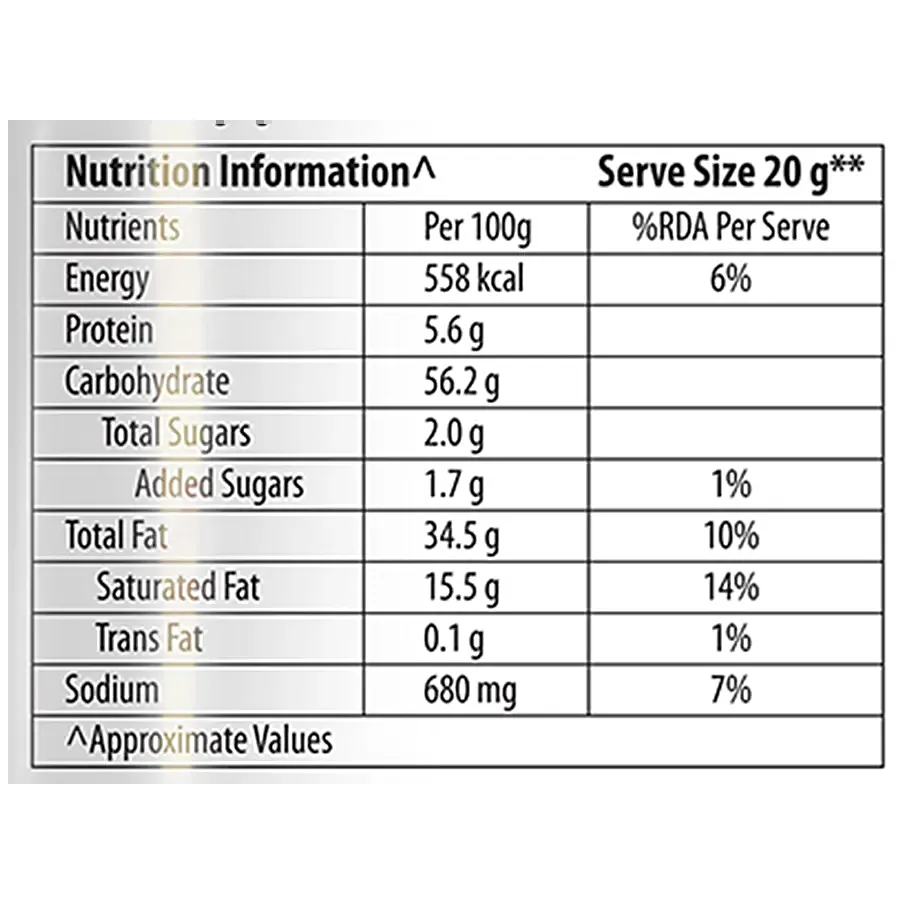 Nutrition Information^ Serve Size 20 g**
Nutrients Per 100g %RDA Per Serve
Energy 558 kcal 6%
Protein 5.6 g
Carbohydrate 56.2 g
Total Sugars 2.0 g
Added Sugars 1.7 g 1%
Total Fat 34.5 g 10%
Saturated Fat 15.5 g 14%
Trans Fat 0.1 g 1%
Sodium 680 mg 7%
^Approximate Values